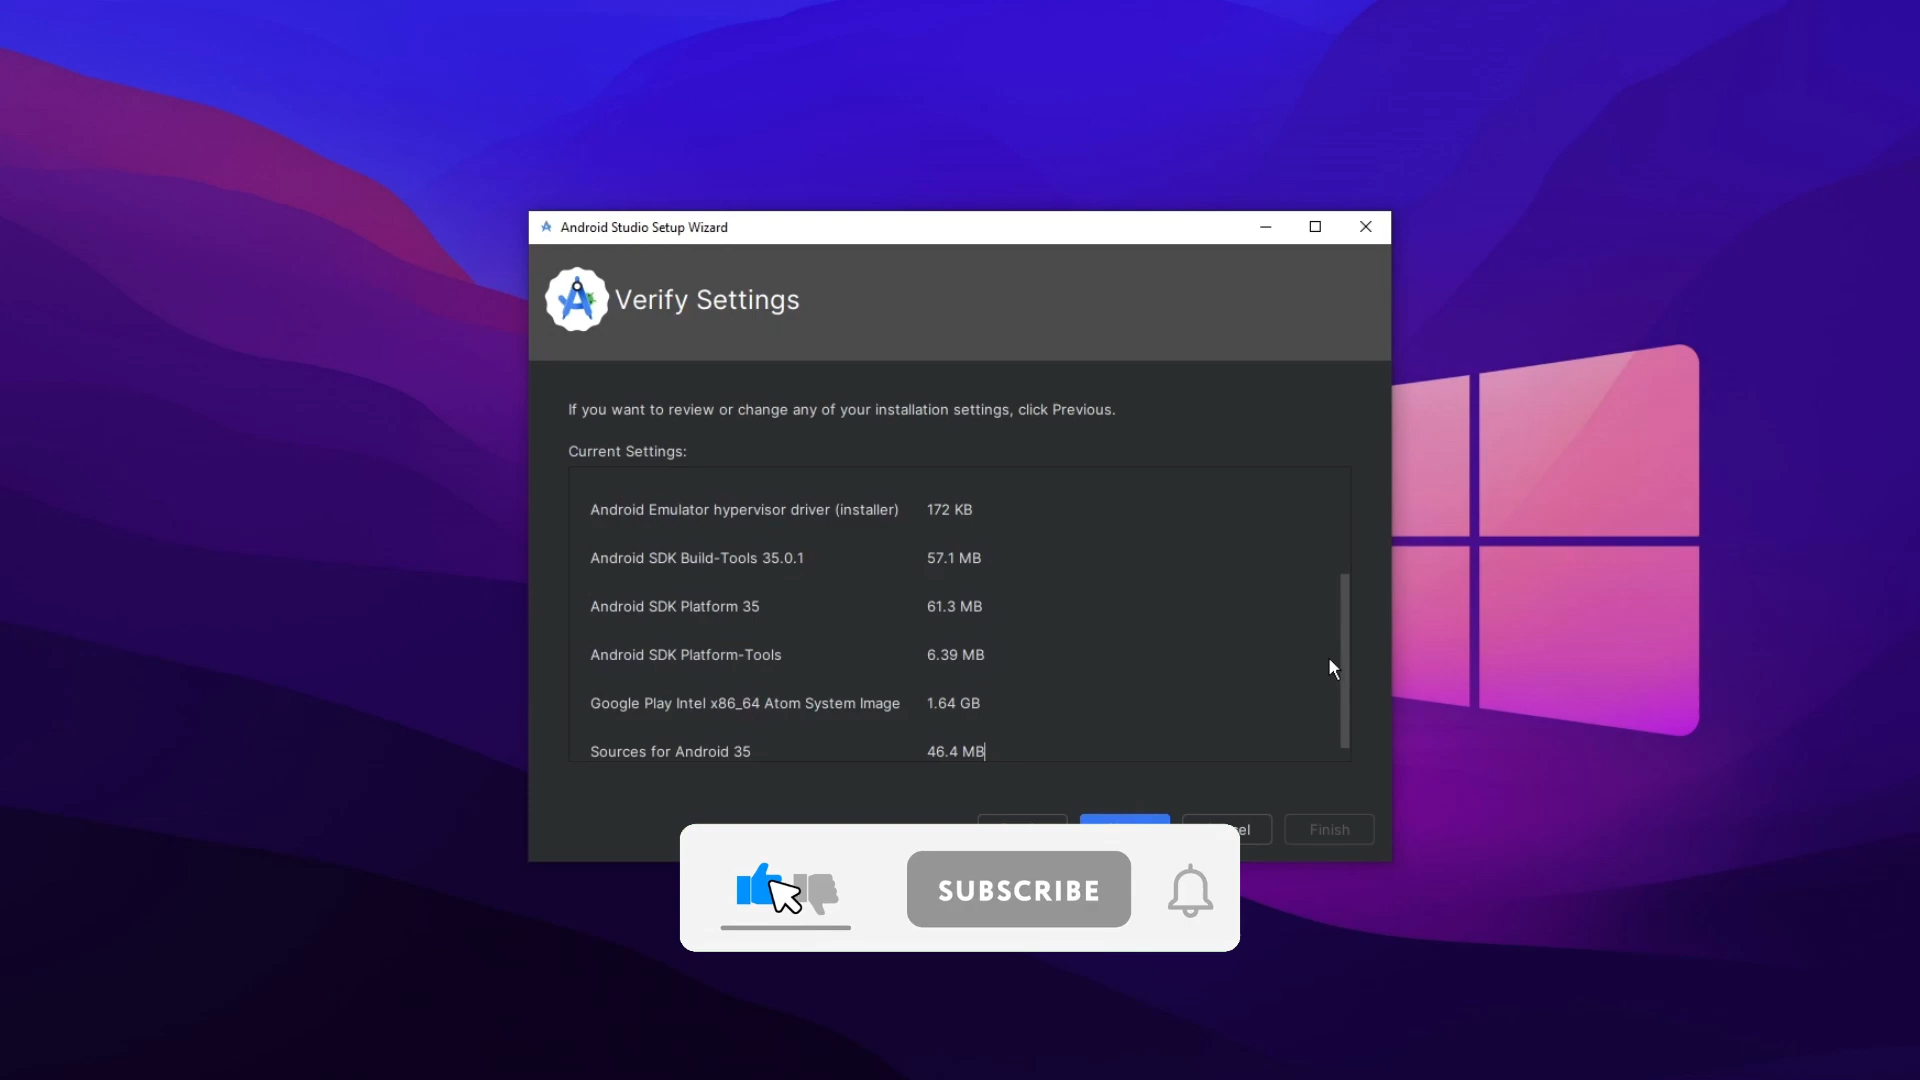 Android Studio Setup Wizard
Verify Settings
If you want to review or change any of your installation settings, click Previous.
Current Settings:
Android Emulator hypervisor driver (installer) 172 KB
Android SDK Build-Tools 35.0.1 57.1 MB
Android SDK Platform 35 61.3 MB
Android SDK Platform-Tools 6.39 MB
Google Play Intel x86_64 Atom System Image 1.64 GB
Sources for Android 35 46.4 MB
Finish
SUBSCRIBE